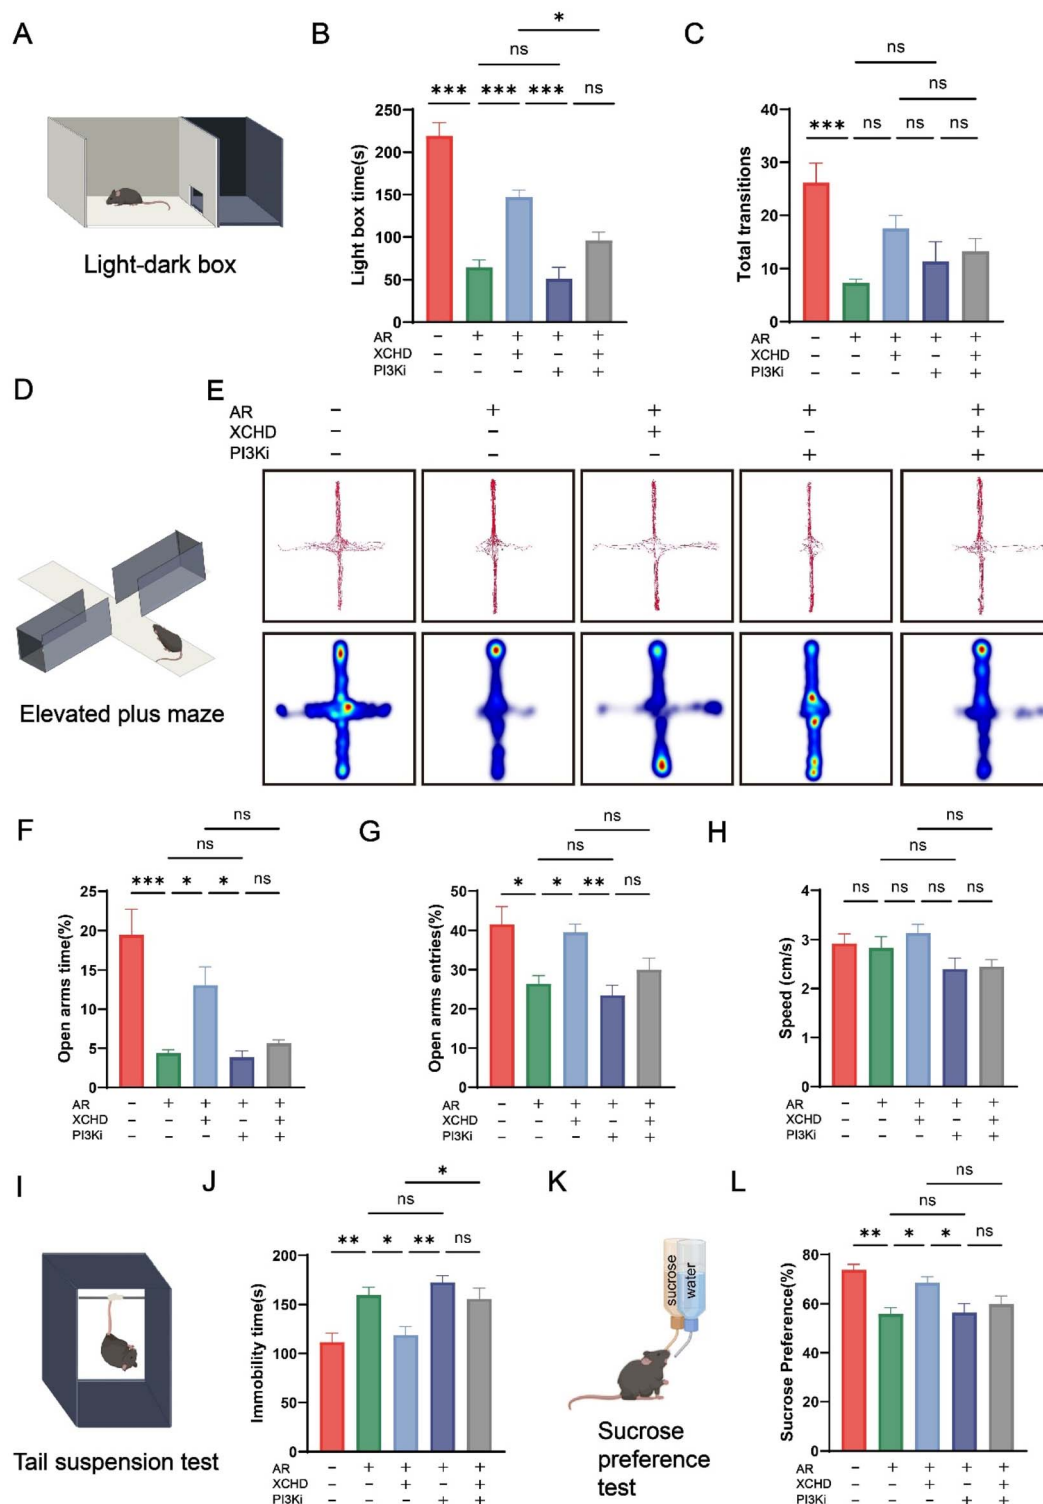 A
Light-dark box
B
*
ns
*** *** *** ns
Light box time(s)
250
200
150
100
50
0
AR - + + + +
XCHD - - + - +
PI3Ki - - - + +
C
ns
ns
*** ns ns ns
Total transitions
40
30
20
10
0
AR - + + + +
XCHD - - + - +
PI3Ki - - - + +
D
Elevated plus maze
E
AR - + + + +
XCHD - - + - +
PI3Ki - - - + +
F
ns
ns
*** * * ns
Open arms time(%)
25
20
15
10
5
0
AR - + + + +
XCHD - - + - +
PI3Ki - - - + +
G
ns
ns
* * ** ns
Open arms entries(%)
50
40
30
20
10
0
AR - + + + +
XCHD - - + - +
PI3Ki - - - + +
H
ns
ns
ns ns ns ns
Speed (cm/s)
4
3
2
1
0
AR - + + + +
XCHD - - + - +
PI3Ki - - - + +
I
Tail suspension test
J
*
ns
** * ** ns
Immobility time(s)
200
150
100
50
0
AR - + + + +
XCHD - - + - +
PI3Ki - - - + +
K
sucrose
water
Sucrose
preference
test
L
ns
ns
** * * ns
Sucrose Preference(%)
80
60
40
20
0
AR - + + + +
XCHD - - + - +
PI3Ki - - - + +